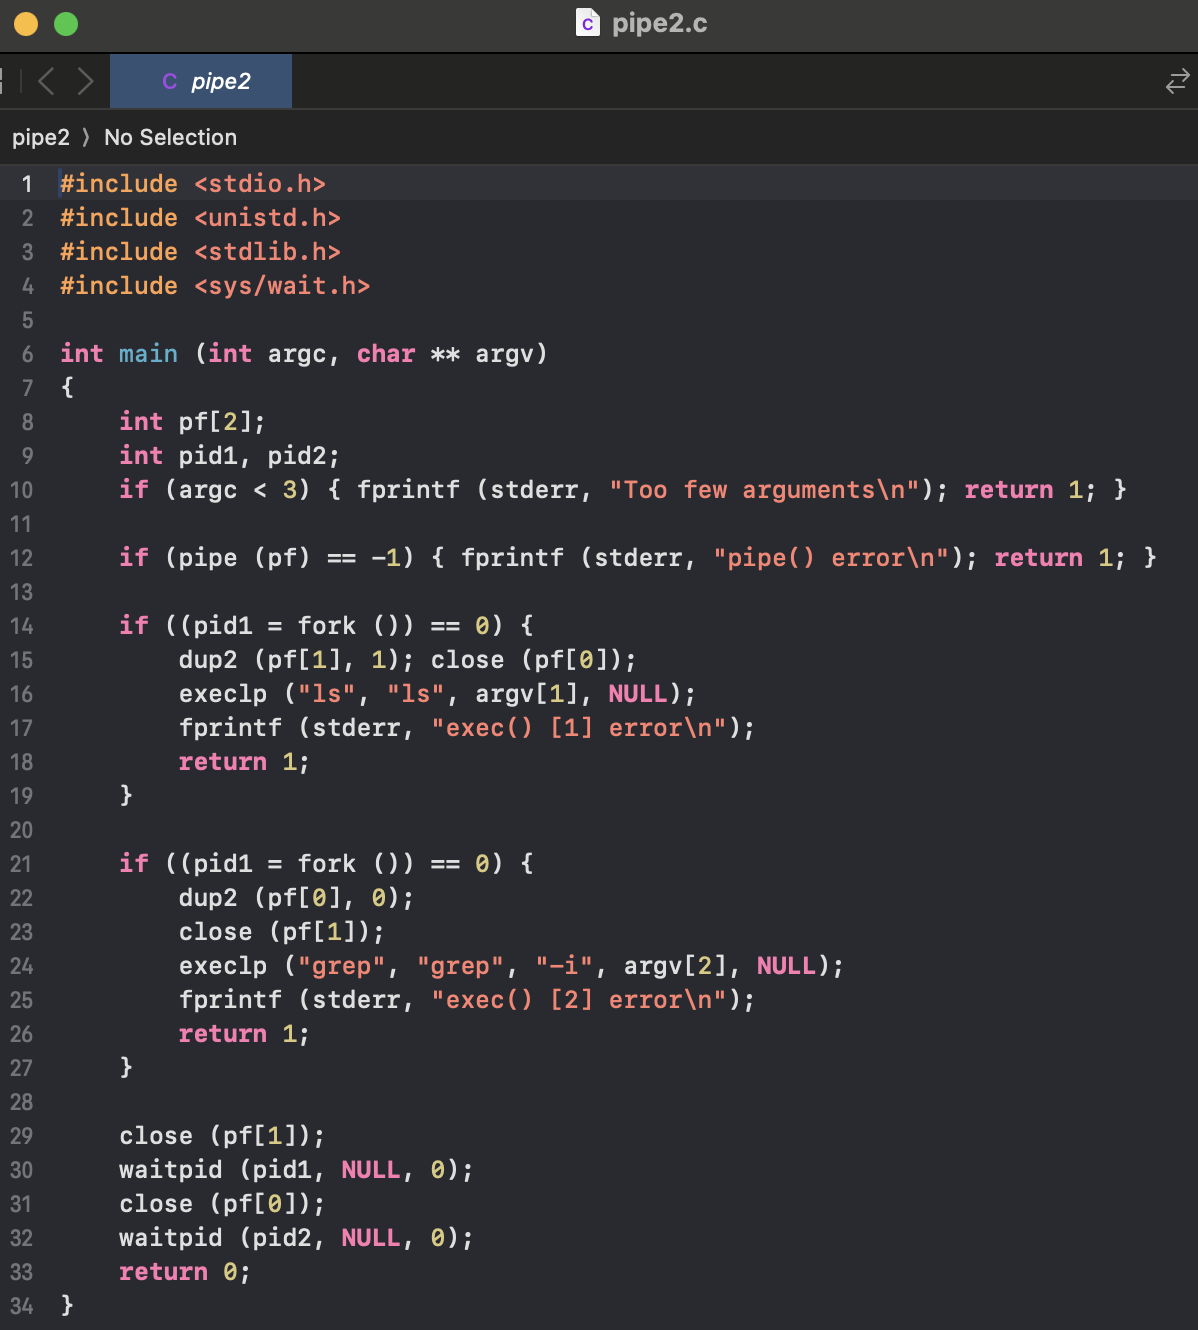 pipe2.c
C pipe2
pipe2 〉 No Selection
1 #include <stdio.h>
2 #include <unistd.h>
3 #include <stdlib.h>
4 #include <sys/wait.h>
5
6 int main (int argc, char ** argv)
7 {
8     int pf[2];
9     int pid1, pid2;
10     if (argc < 3) { fprintf (stderr, "Too few arguments\n"); return 1; }
11
12     if (pipe (pf) == -1) { fprintf (stderr, "pipe() error\n"); return 1; }
13
14     if ((pid1 = fork ()) == 0) {
15         dup2 (pf[1], 1); close (pf[0]);
16         execlp ("ls", "ls", argv[1], NULL);
17         fprintf (stderr, "exec() [1] error\n");
18         return 1;
19     }
20
21     if ((pid1 = fork ()) == 0) {
22         dup2 (pf[0], 0);
23         close (pf[1]);
24         execlp ("grep", "grep", "-i", argv[2], NULL);
25         fprintf (stderr, "exec() [2] error\n");
26         return 1;
27     }
28
29     close (pf[1]);
30     waitpid (pid1, NULL, 0);
31     close (pf[0]);
32     waitpid (pid2, NULL, 0);
33     return 0;
34 }